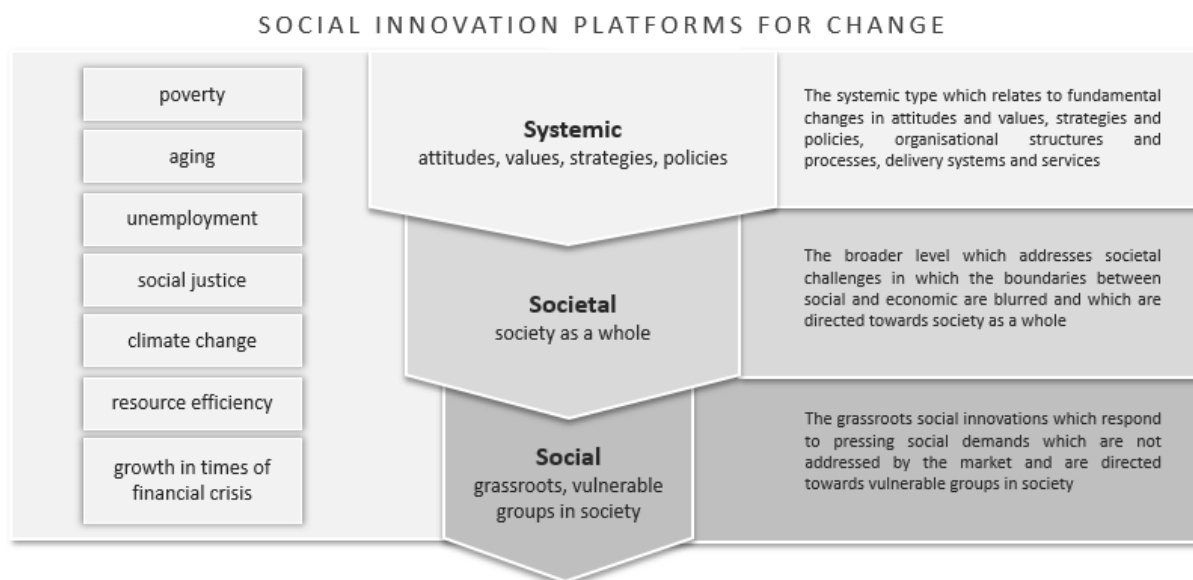 SOCIAL INNOVATION PLATFORMS FOR CHANGE
poverty
aging
unemployment
social justice
climate change
resource efficiency
growth in times of
financial crisis
Systemic
attitudes, values, strategies, policies
Societal
society as a whole
Social
grassroots, vulnerable
groups in society
The systemic type which relates to fundamental
changes in attitudes and values, strategies and
policies, organisational structures and
processes, delivery systems and services
The broader level which addresses societal
challenges in which the boundaries between
social and economic are blurred and which are
directed towards society as a whole
The grassroots social innovations which respond
to pressing social demands which are not
addressed by the market and are directed
towards vulnerable groups in society